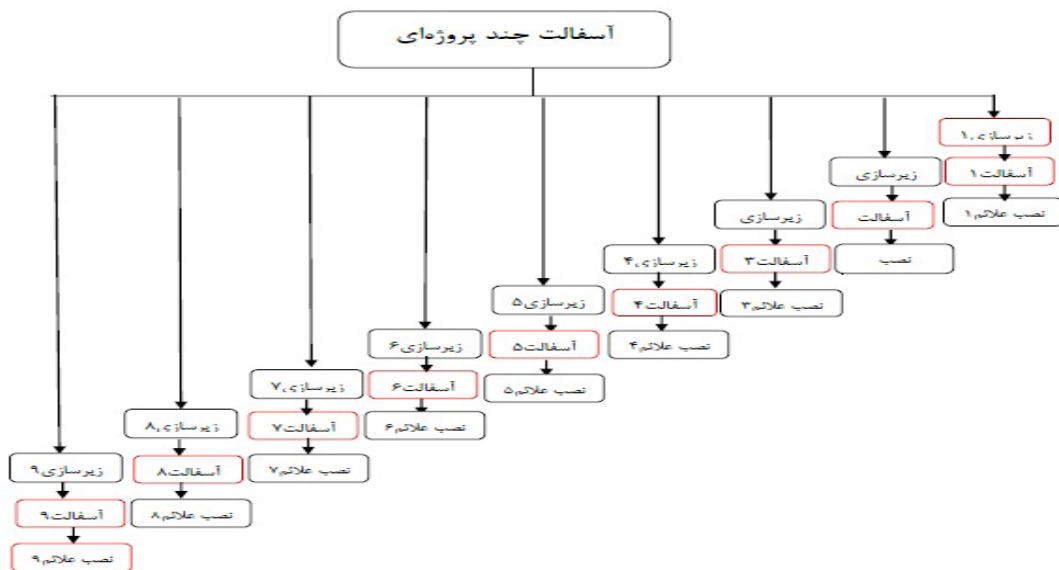 آسفالت چند پروژه‌ای
زیرسازی۱
آسفالت۱
نصب علائم۱
زیرسازی
آسفالت
نصب
زیرسازی
آسفالت۳
نصب علائم۳
زیرسازی۴
آسفالت۴
نصب علائم۴
زیرسازی۵
آسفالت۵
نصب علائم۵
زیرسازی۶
آسفالت۶
نصب علائم۶
زیرسازی۷
آسفالت۷
نصب علائم۷
زیرسازی۸
آسفالت۸
نصب علائم۸
زیرسازی۹
آسفالت۹
نصب علائم۹